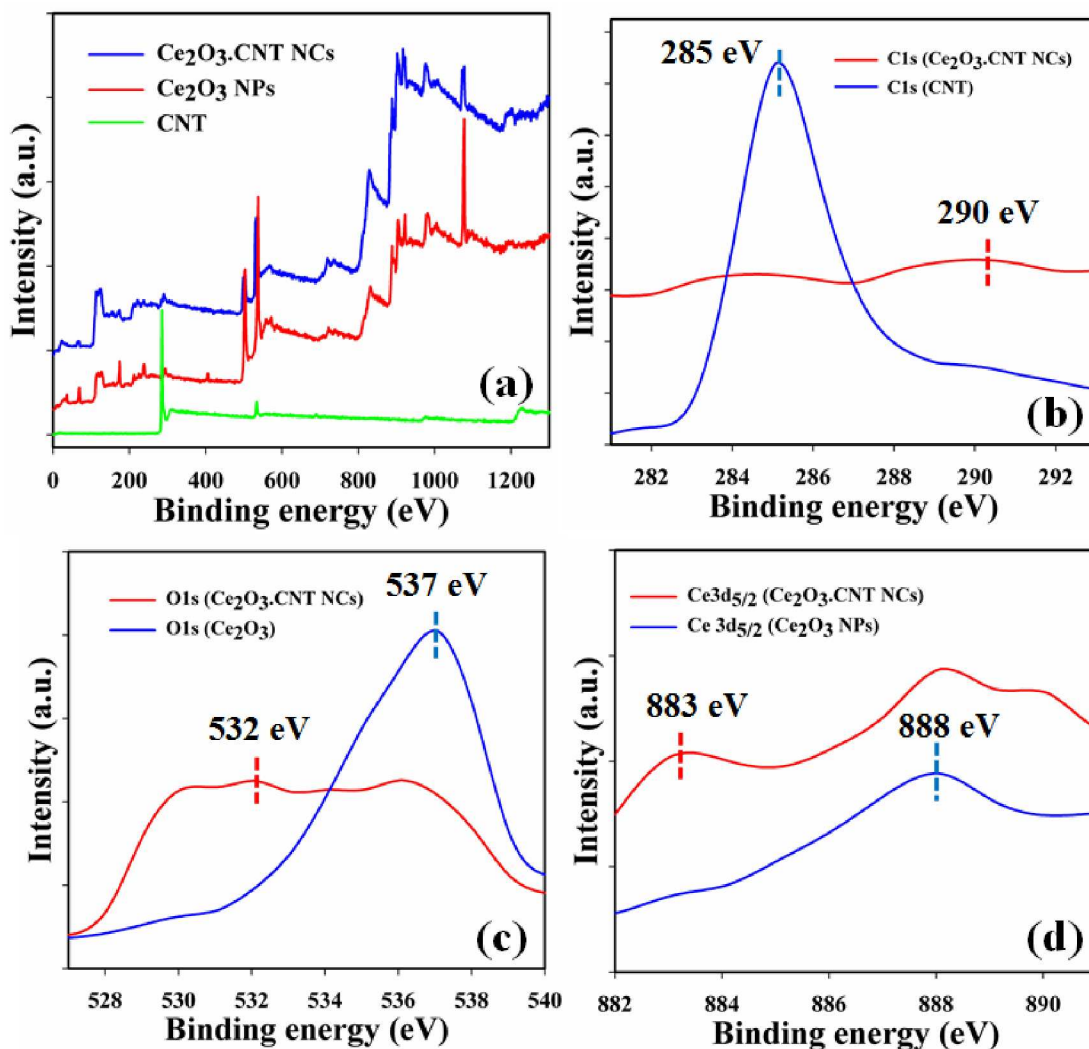 Ce2O3.CNT NCs
Ce2O3 NPs
CNT
(a)
Intensity (a.u.)
0 200 400 600 800 1000 1200
Binding energy (eV)
285 eV
C1s (Ce2O3.CNT NCs)
C1s (CNT)
290 eV
(b)
Intensity (a.u.)
282 284 286 288 290 292
Binding energy (eV)
O1s (Ce2O3.CNT NCs)
O1s (Ce2O3)
537 eV
532 eV
(c)
Intensity (a.u.)
528 530 532 534 536 538 540
Binding energy (eV)
Ce3d5/2 (Ce2O3.CNT NCs)
Ce 3d5/2 (Ce2O3 NPs)
883 eV
888 eV
(d)
Intensity (a.u.)
882 884 886 888 890
Binding energy (eV)